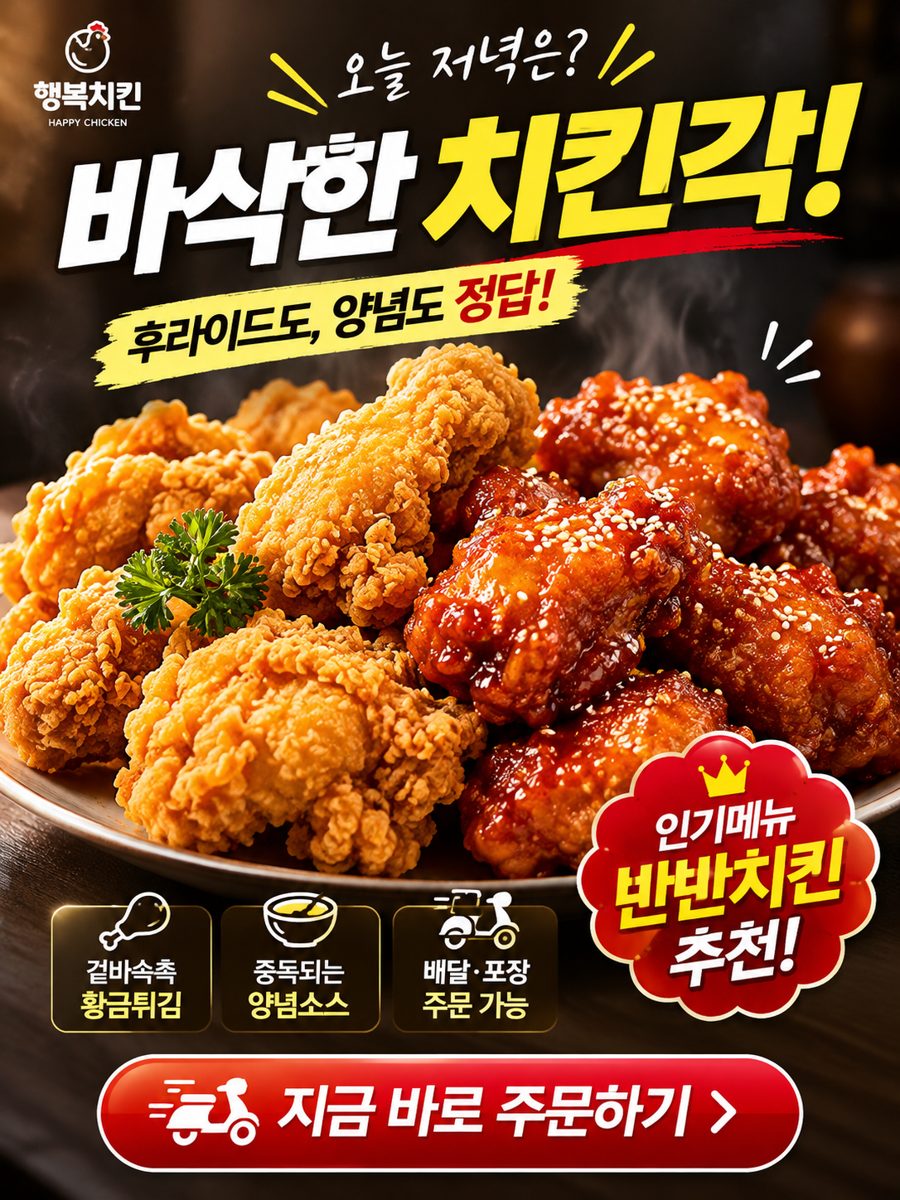 행복치킨
HAPPY CHICKEN
오늘 저녁은?
바삭한 치킨각!
후라이드도, 양념도 정답!
인기메뉴
반반치킨
추천!
겉바속촉
황금튀김
중독되는
양념소스
배달·포장
주문 가능
지금 바로 주문하기